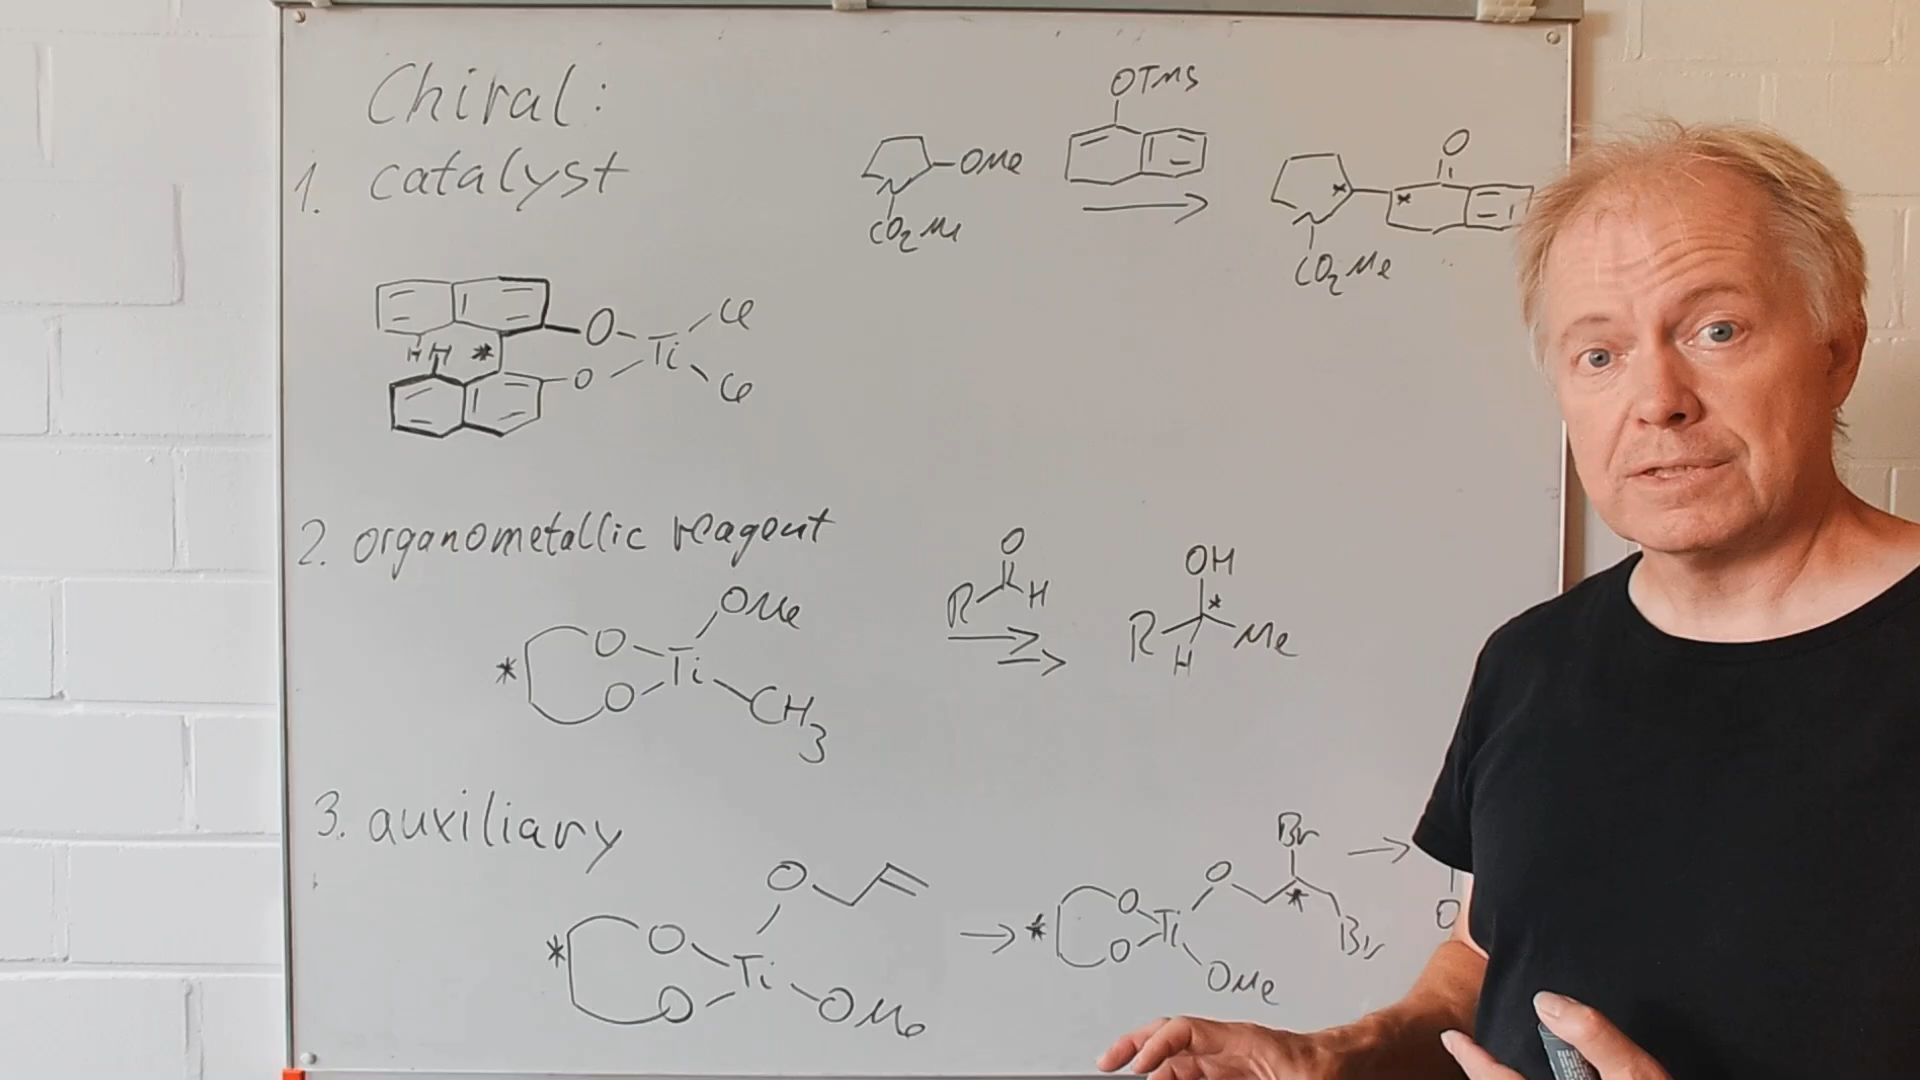 Chiral:
1. catalyst
OTMS
OMe
CO2Me
O
* *
CO2Me
H H *
O Ti Cl
O Cl
2. organometallic reagent
O
R H
OH
* R Me
H
OMe
* O Ti
O CH3
3. auxiliary
O
* O Ti
O OMe
Br
* O Ti O *
O Br
OMe
O